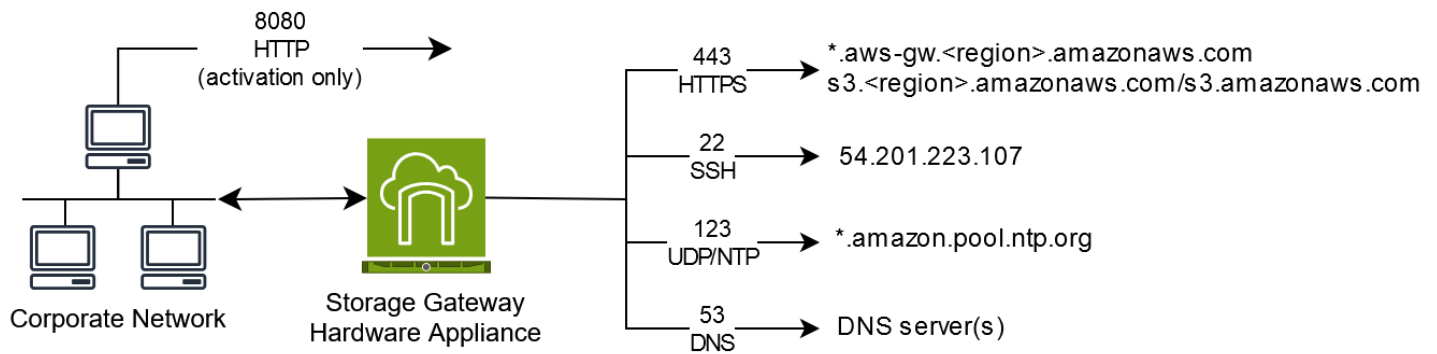 8080
HTTP
(activation only)
443
HTTPS
*.aws-gw.<region>.amazonaws.com
s3.<region>.amazonaws.com/s3.amazonaws.com
22
SSH
54.201.223.107
123
UDP/NTP
*.amazon.pool.ntp.org
53
DNS
DNS server(s)
Corporate Network
Storage Gateway
Hardware Appliance